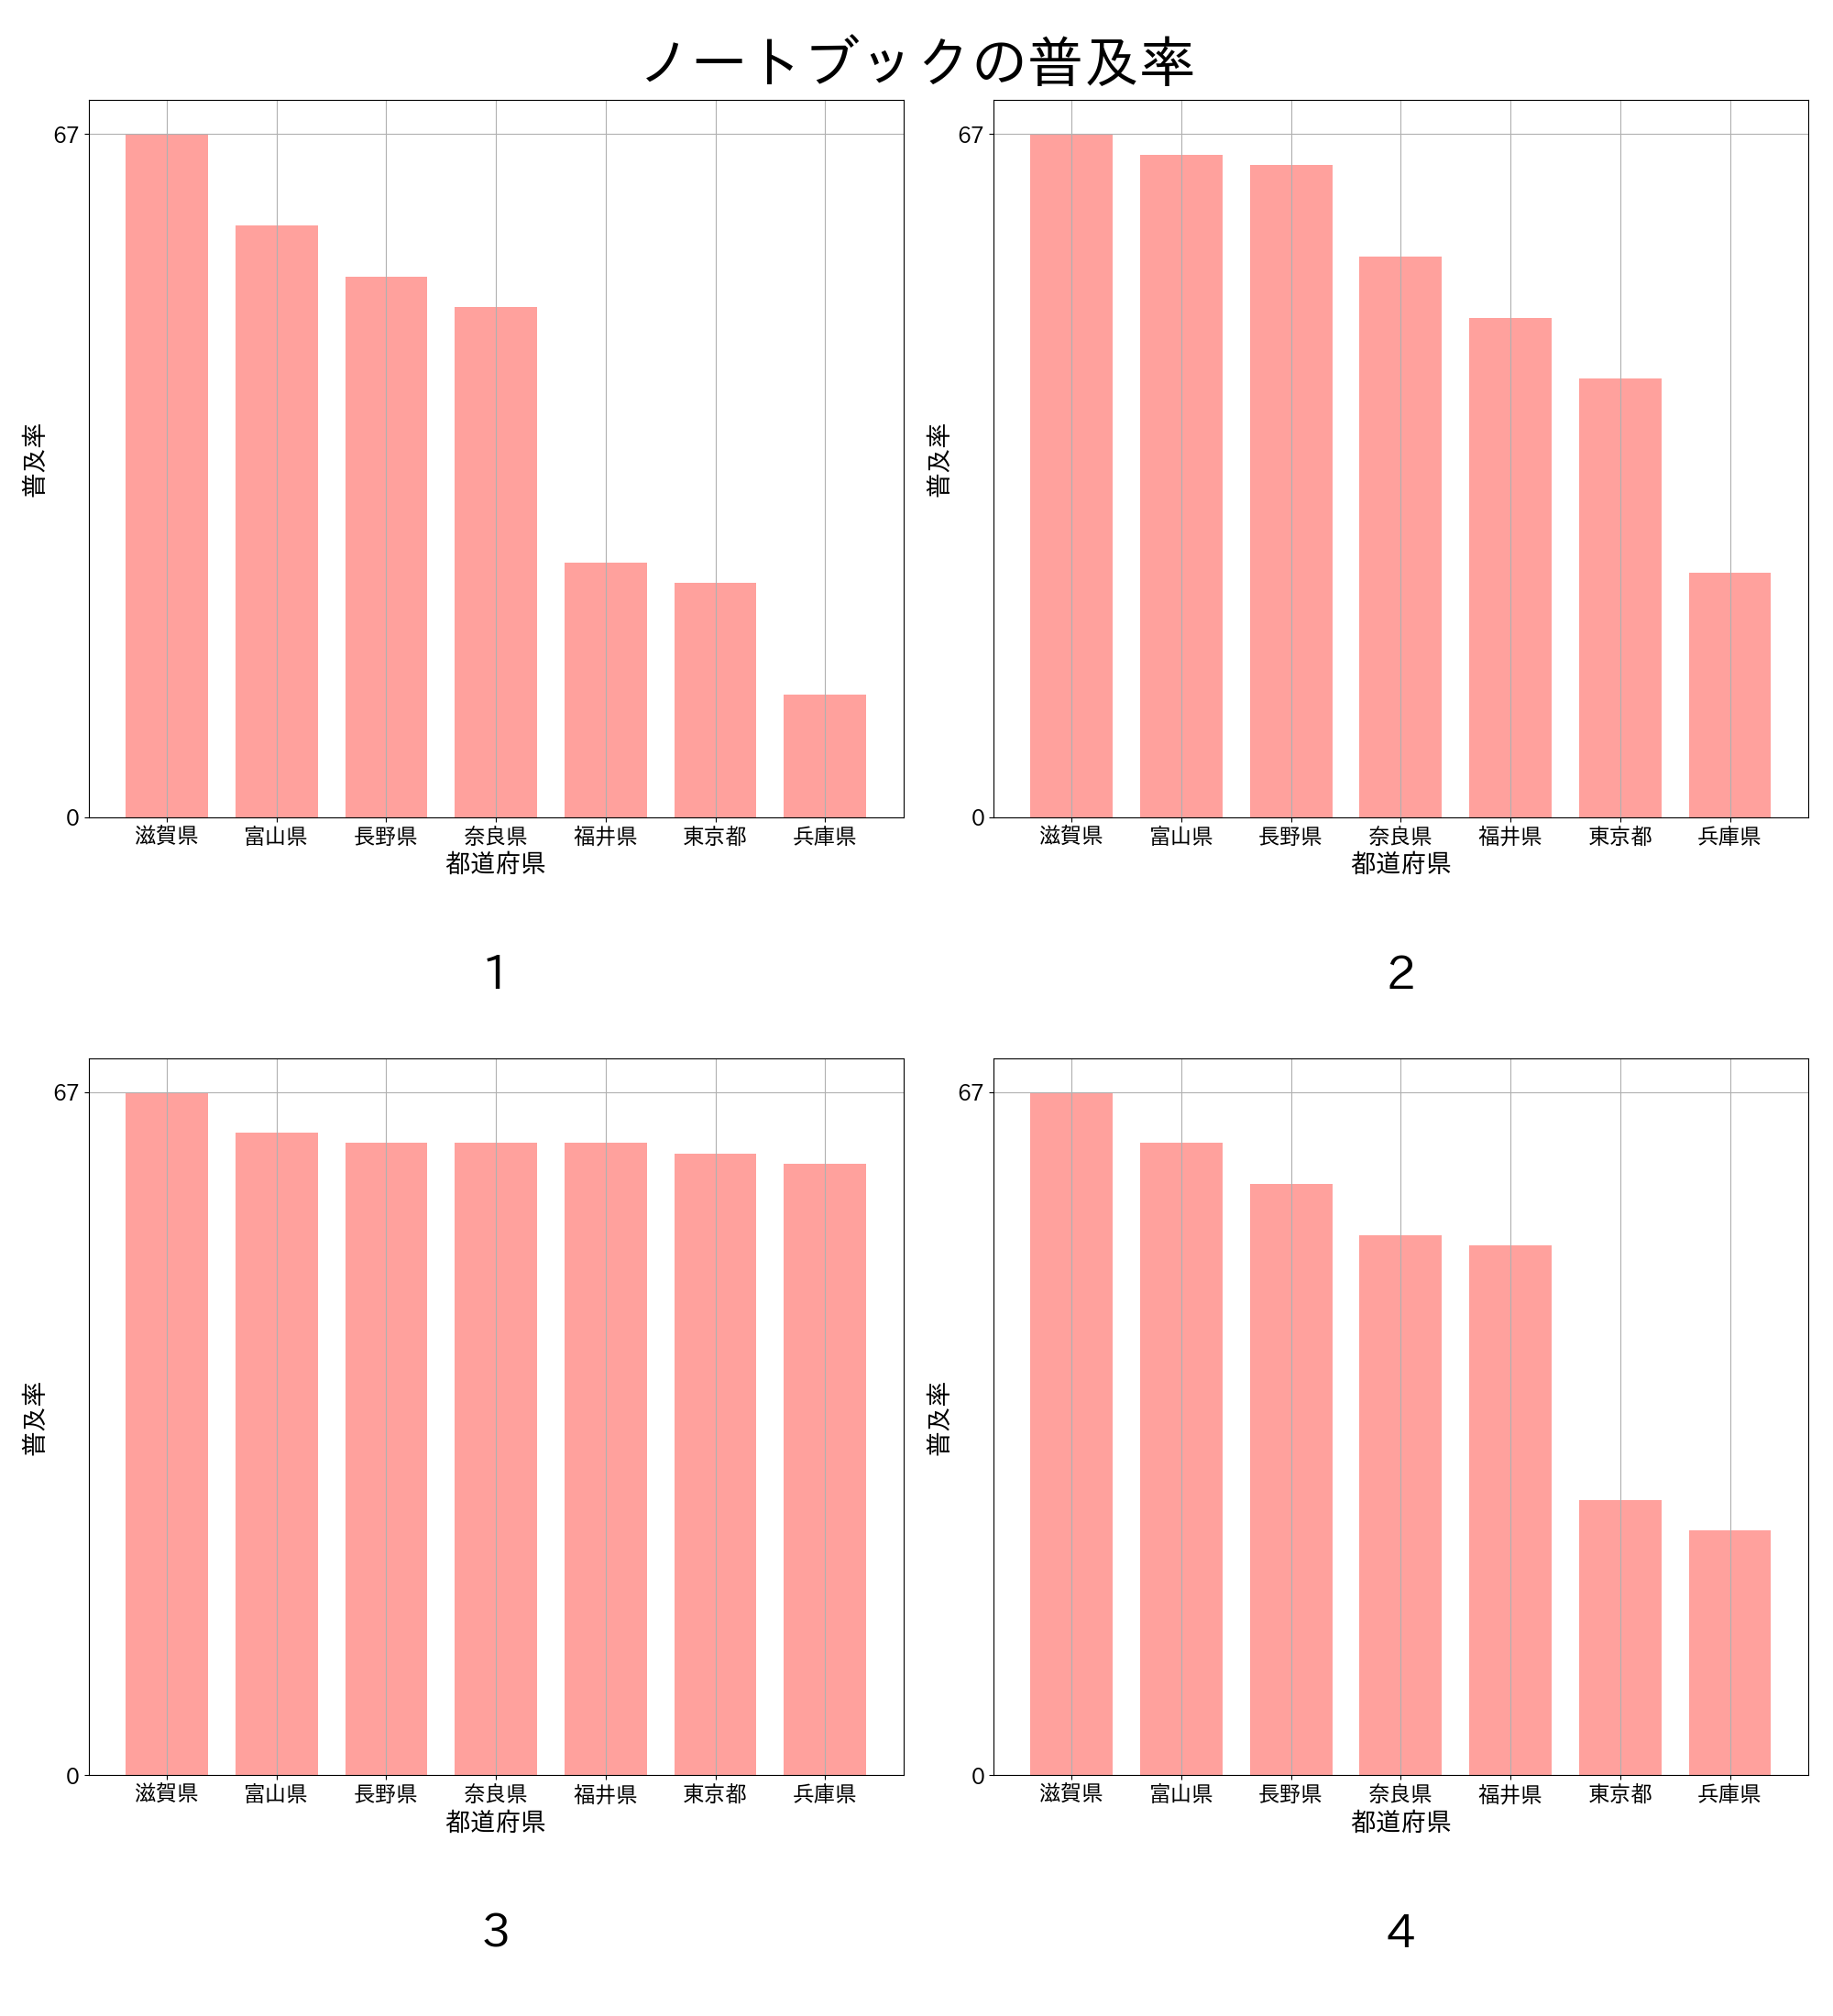 ノートブックの普及率
67
0
普及率
滋賀県 富山県 長野県 奈良県 福井県 東京都 兵庫県
都道府県
1
67
0
普及率
滋賀県 富山県 長野県 奈良県 福井県 東京都 兵庫県
都道府県
2
67
0
普及率
滋賀県 富山県 長野県 奈良県 福井県 東京都 兵庫県
都道府県
3
67
0
普及率
滋賀県 富山県 長野県 奈良県 福井県 東京都 兵庫県
都道府県
4